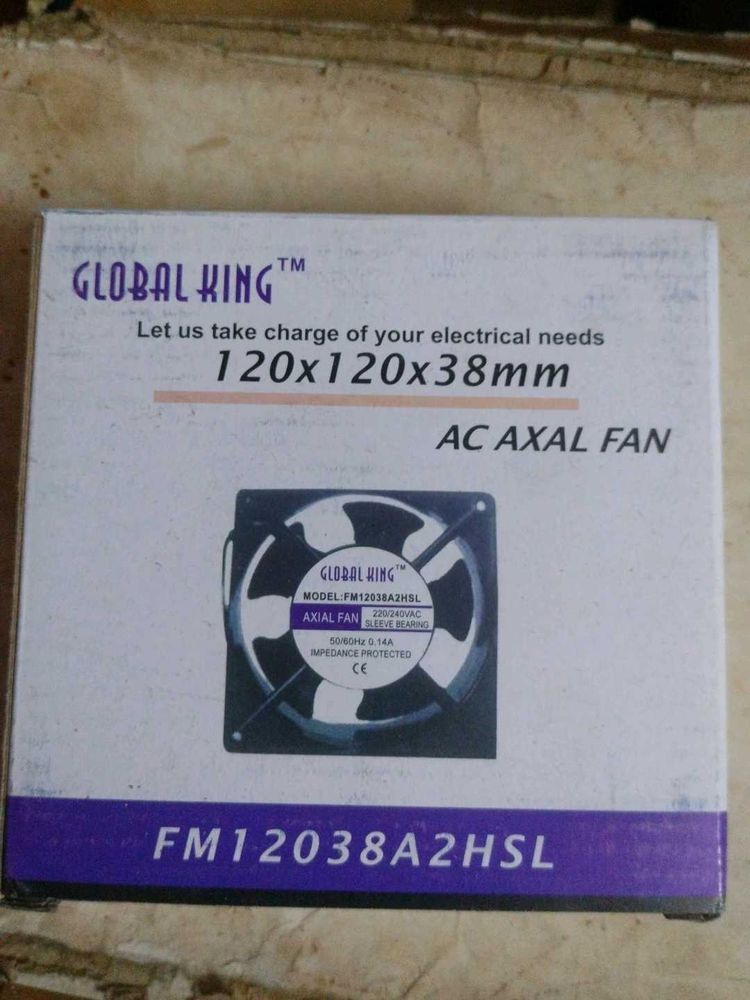 GLOBAL KING™
Let us take charge of your electrical needs
120x120x38mm
AC AXAL FAN
GLOBAL KING™
MODEL:FM12038A2HSL
AXIAL FAN
220/240VAC
SLEEVE BEARING
50/60Hz 0.14A
IMPEDANCE PROTECTED
CE
FM12038A2HSL